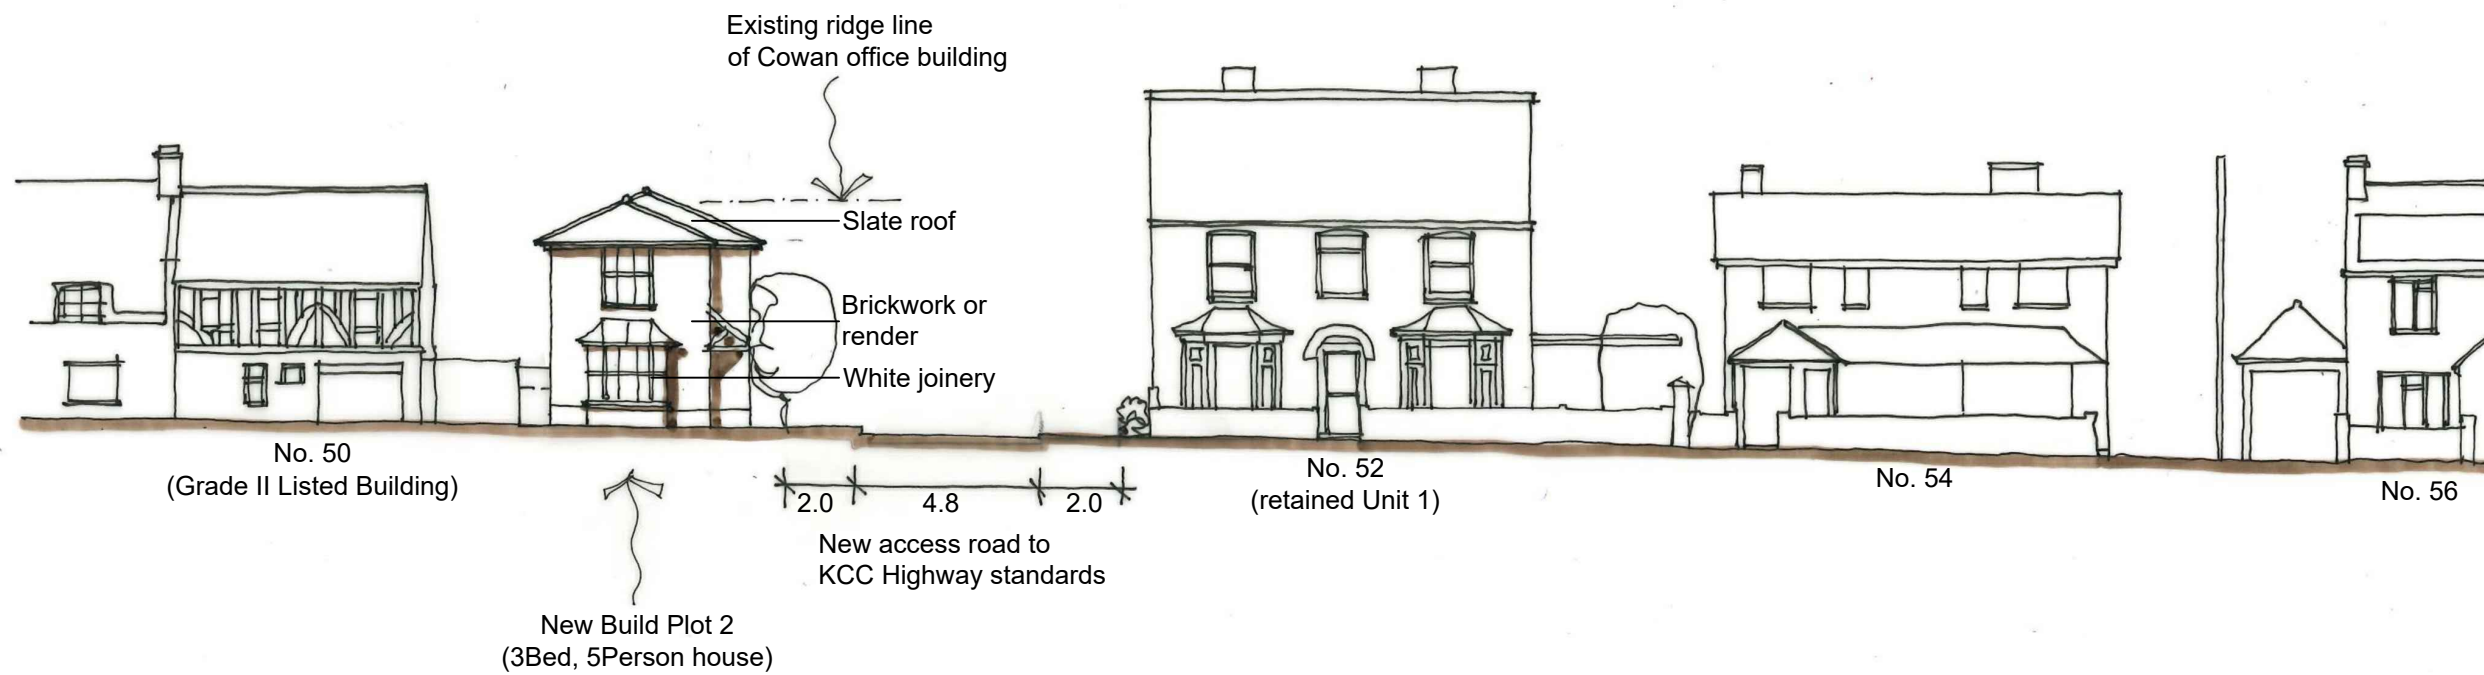 Existing ridge line
of Cowan office building
Slate roof
Brickwork or
render
White joinery
No. 50
(Grade II Listed Building)
No. 52
(retained Unit 1)
No. 54
No. 56
2.0
4.8
2.0
New access road to
KCC Highway standards
New Build Plot 2
(3Bed, 5Person house)